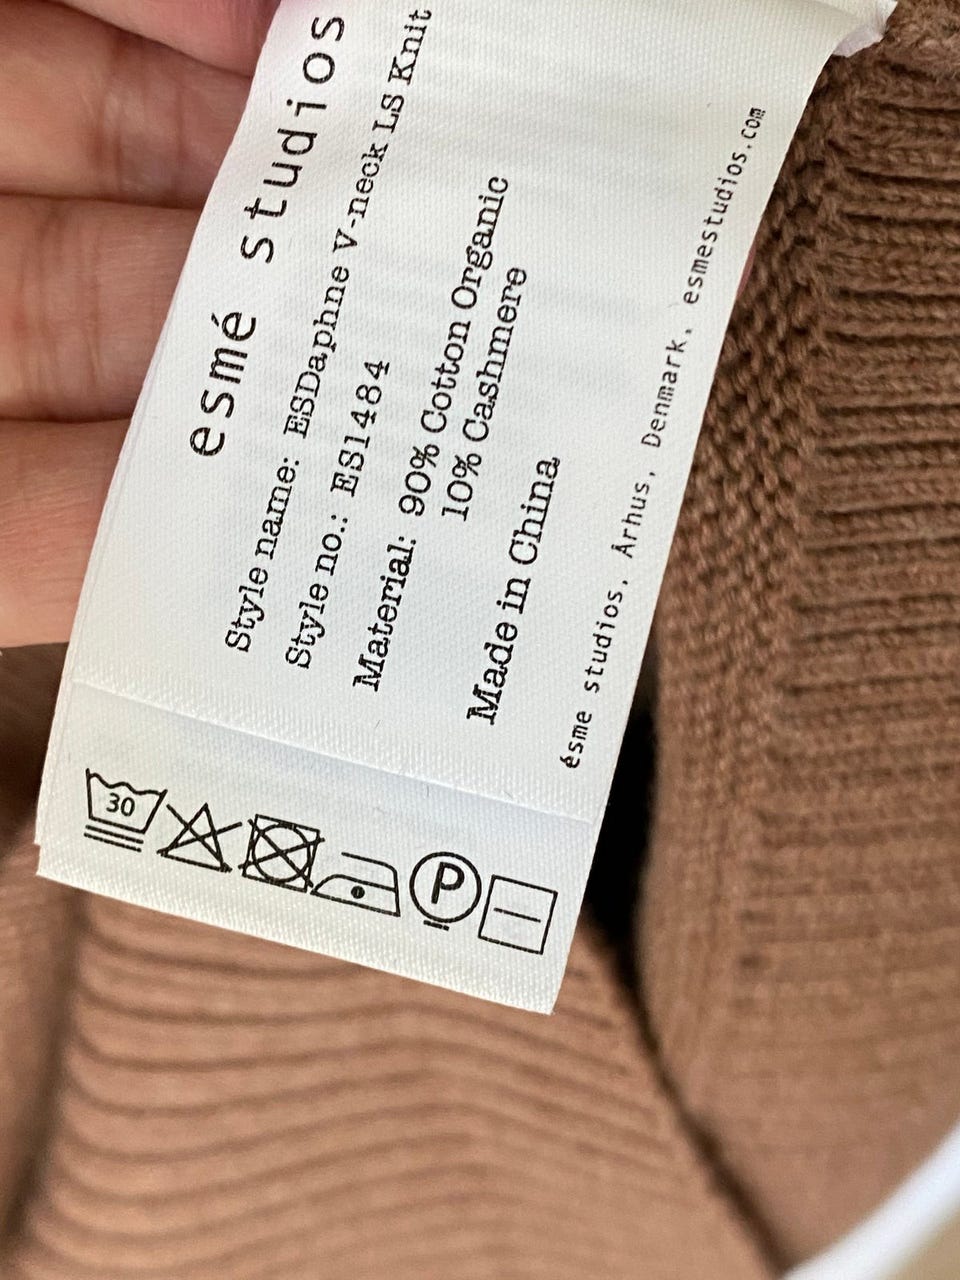 esmé studios
Style name: ESDaphne V-neck LS Knit
Style no.: ES1484
Material: 90% Cotton Organic
10% Cashmere
Made in China
ésme studios, Århus, Denmark, esmestudios.com
30
P